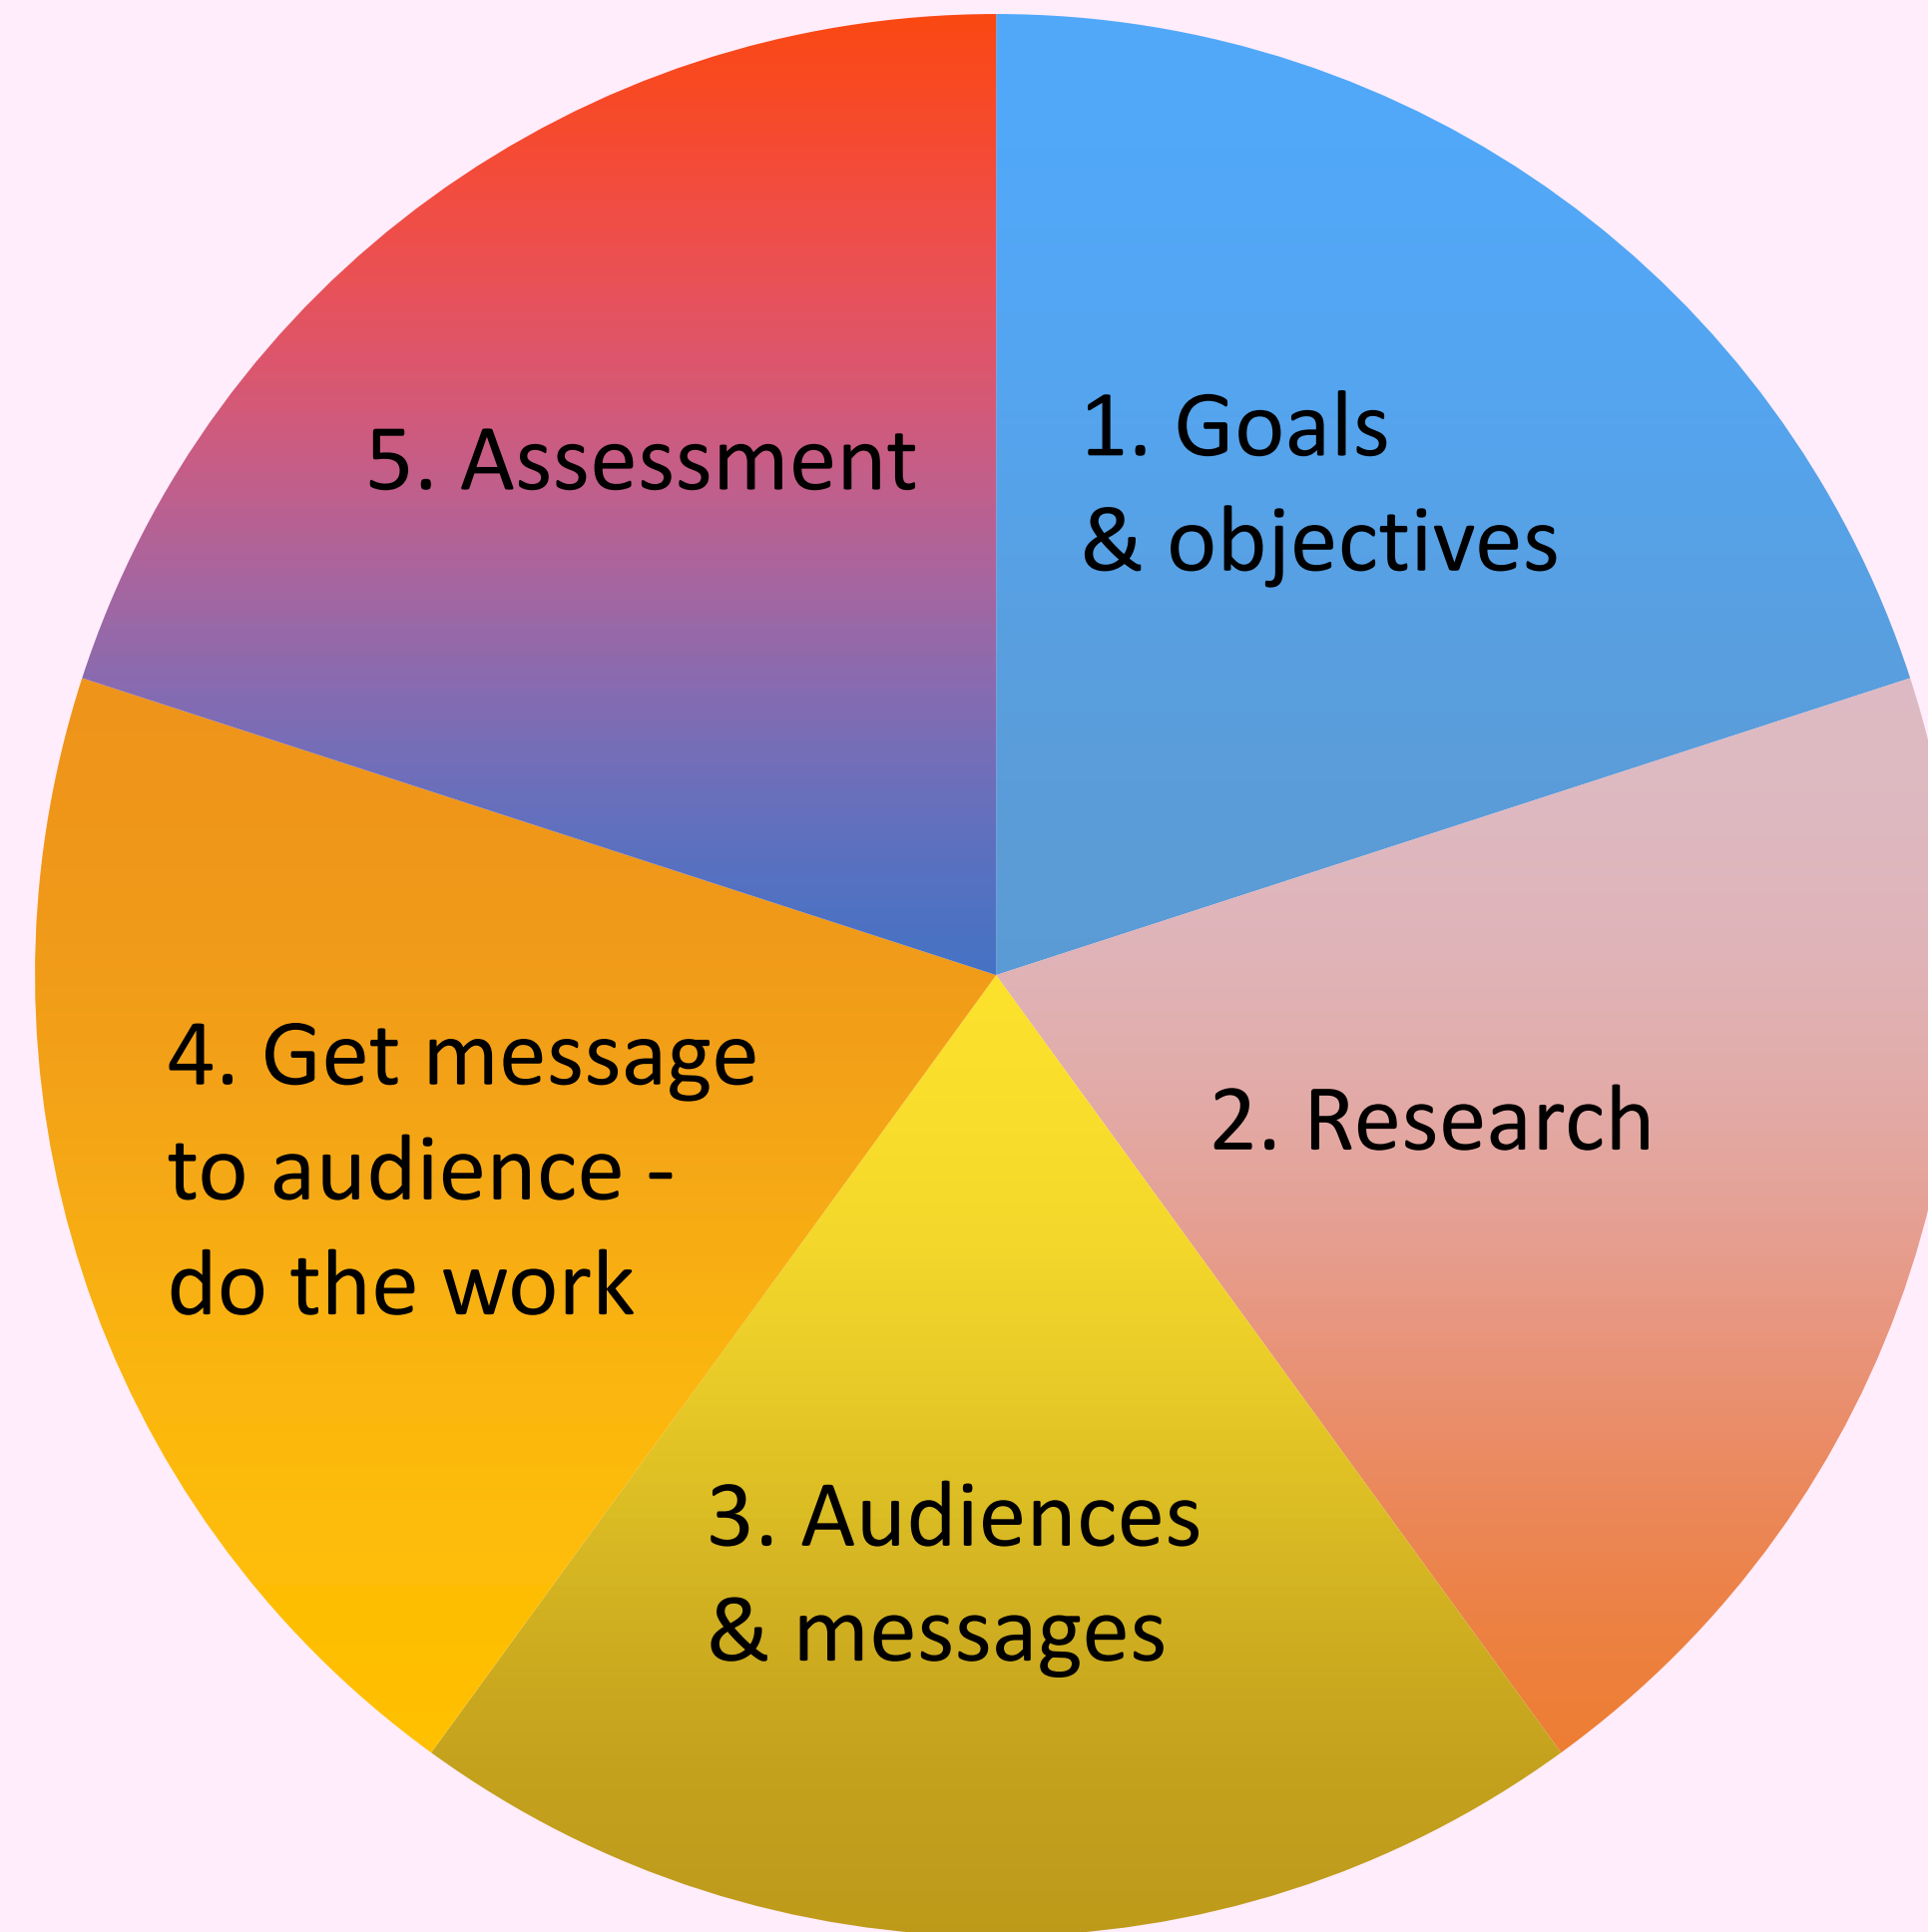 1. Goals
& objectives
2. Research
3. Audiences
& messages
4. Get message
to audience -
do the work
5. Assessment